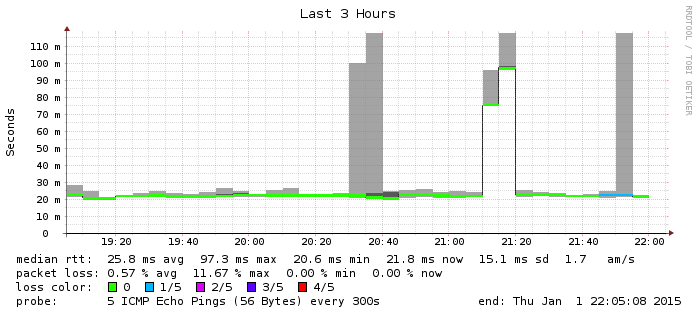 Last 3 Hours
RRDTOOL / TOBI OETIKER
Seconds
110 m
100 m
90 m
80 m
70 m
60 m
50 m
40 m
30 m
20 m
10 m
0
19:20 19:40 20:00 20:20 20:40 21:00 21:20 21:40 22:00
median rtt: 25.8 ms avg 97.3 ms max 20.6 ms min 21.8 ms now 15.1 ms sd 1.7 am/s
packet loss: 0.57 % avg 11.67 % max 0.00 % min 0.00 % now
loss color: 0 1/5 2/5 3/5 4/5
probe: 5 ICMP Echo Pings (56 Bytes) every 300s end: Thu Jan 1 22:05:08 2015